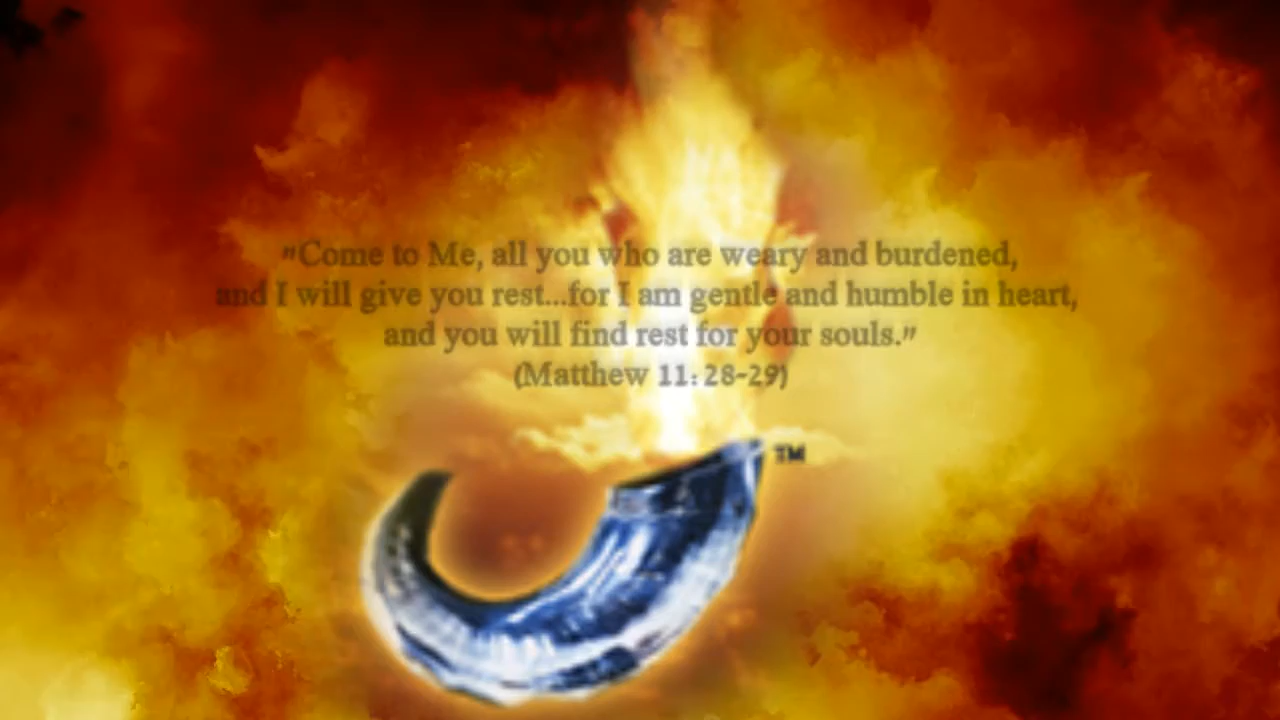 "Come to Me, all you who are weary and burdened,
and I will give you rest...for I am gentle and humble in heart,
and you will find rest for your souls."
(Matthew 11:28-29)
TM